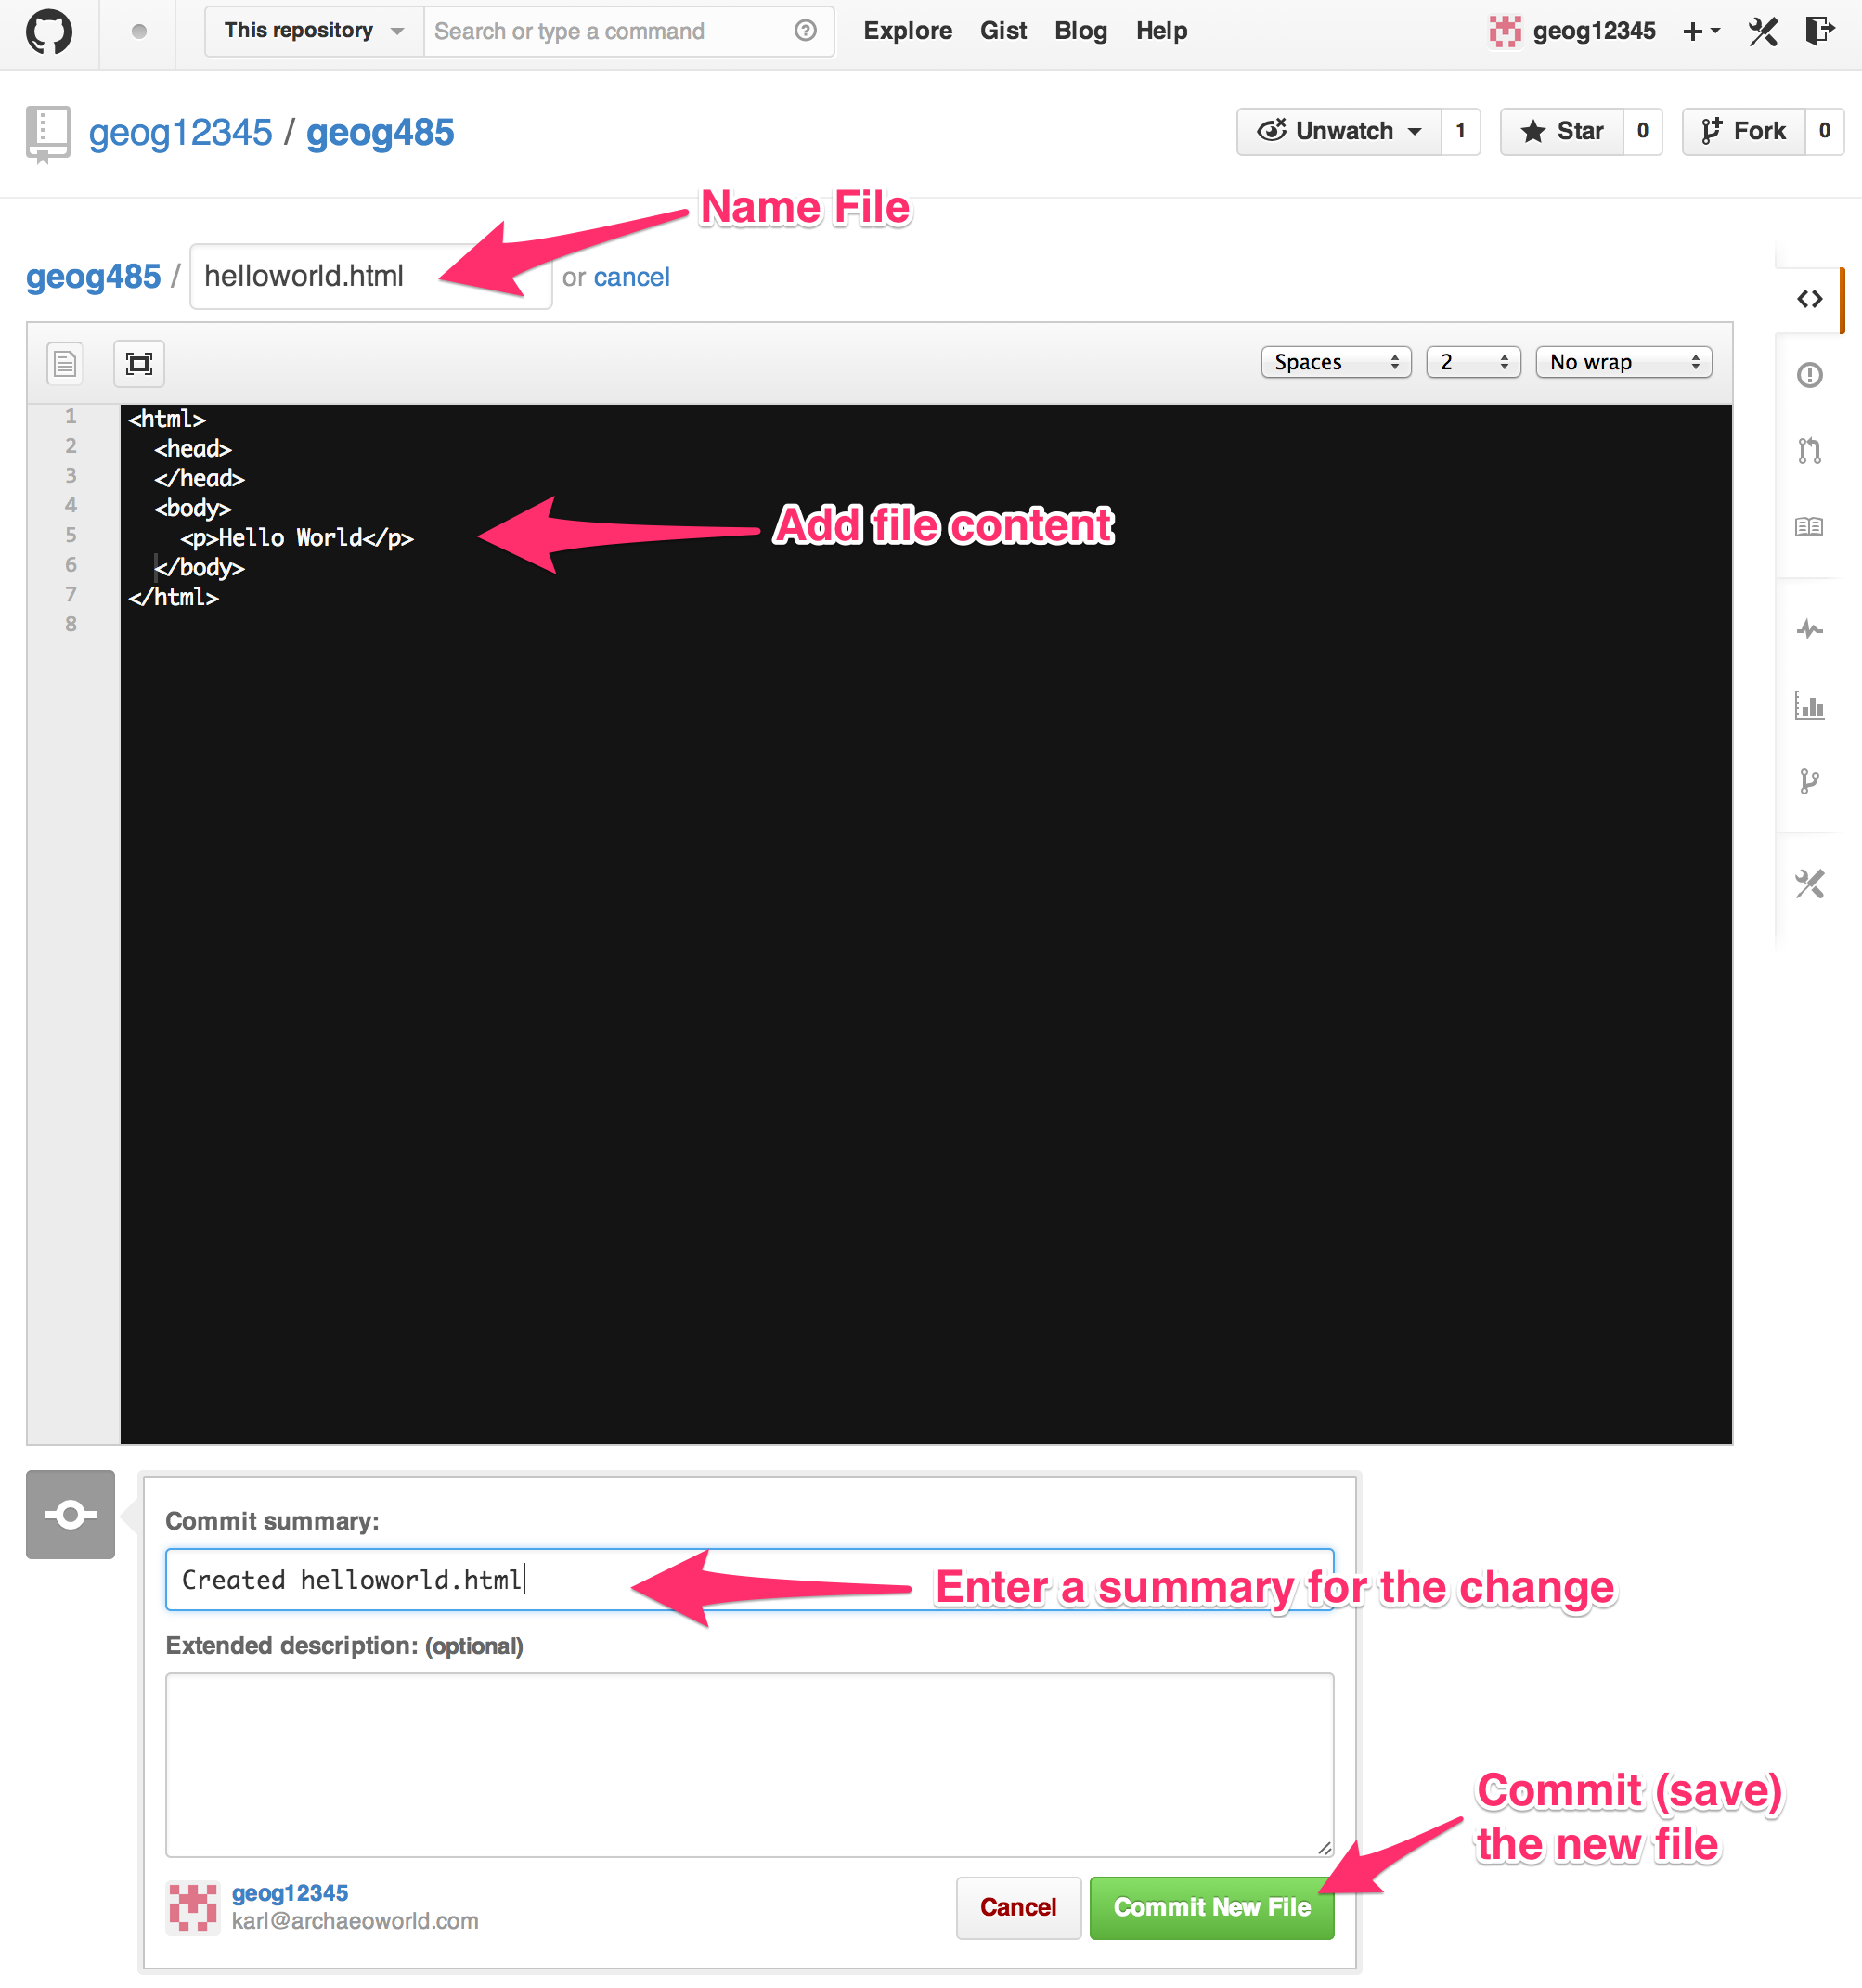 This repository
Search or type a command
Explore Gist Blog Help
geog12345
geog12345 / geog485
Unwatch 1
Star 0
Fork 0
Name File
geog485 / helloworld.html or cancel
Spaces 2 No wrap
1 <html>
2   <head>
3   </head>
4   <body>
5     <p>Hello World</p>
6   </body>
7 </html>
8
Add file content
Commit summary:
Created helloworld.html
Enter a summary for the change
Extended description: (optional)
Commit (save)
the new file
geog12345
karl@archaeoworld.com
Cancel
Commit New File